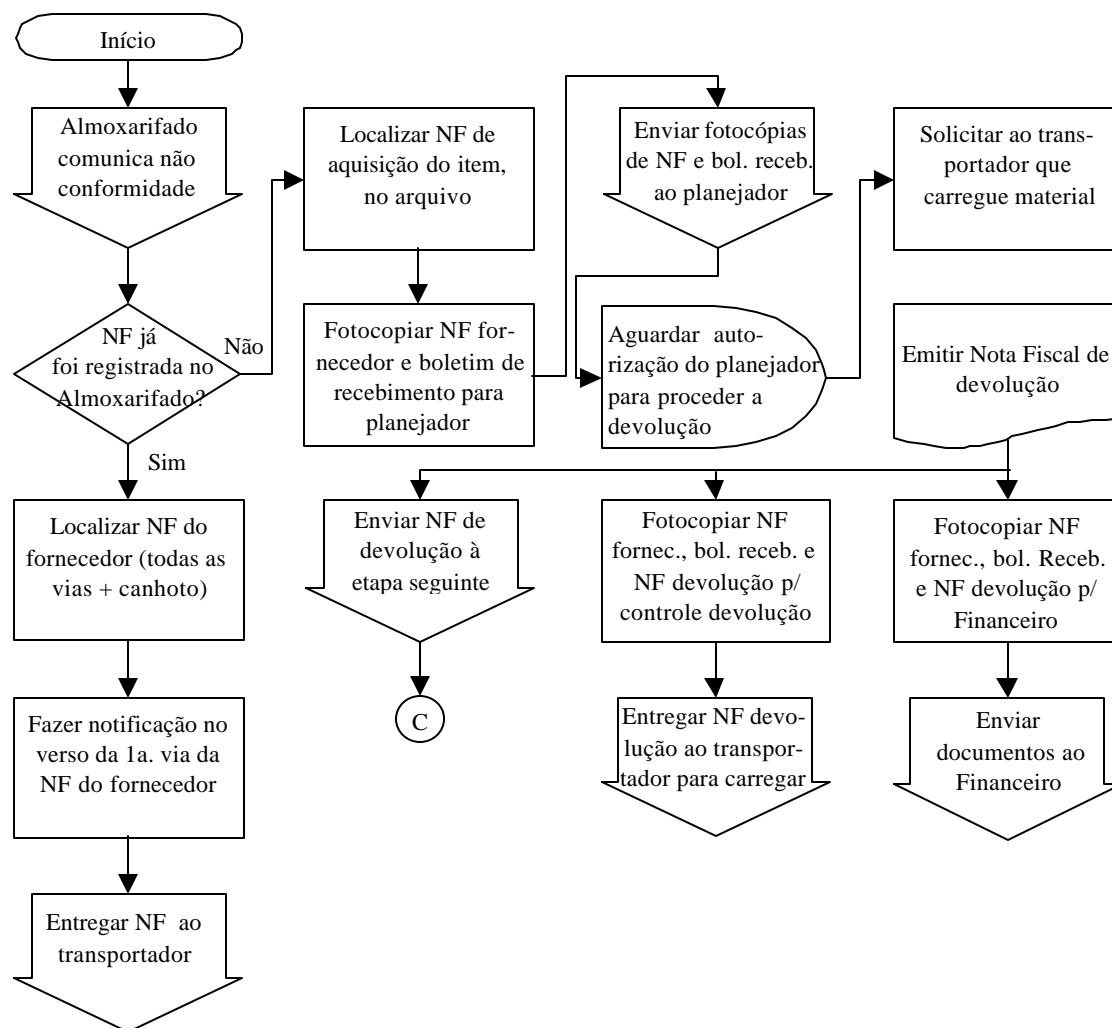 Início
Almoxarifado
comunica não
conformidade
NF já
foi registrada no
Almoxarifado?
Não
Sim
Localizar NF do
fornecedor (todas as
vias + canhoto)
Fazer notificação no
verso da 1a. via da
NF do fornecedor
Entregar NF ao
transportador
Localizar NF de
aquisição do item,
no arquivo
Fotocopiar NF for-
necedor e boletim de
recebimento para
planejador
Enviar fotocópias
de NF e bol. receb.
ao planejador
Aguardar auto-
rização do planejador
para proceder a
devolução
Solicitar ao trans-
portador que
carregue material
Emitir Nota Fiscal de
devolução
Enviar NF de
devolução à
etapa seguinte
C
Fotocopiar NF
fornec., bol. receb. e
NF devolução p/
controle devolução
Entregar NF devo-
lução ao transpor-
tador para carregar
Fotocopiar NF
fornec., bol. Receb.
e NF devolução p/
Financeiro
Enviar
documentos ao
Financeiro